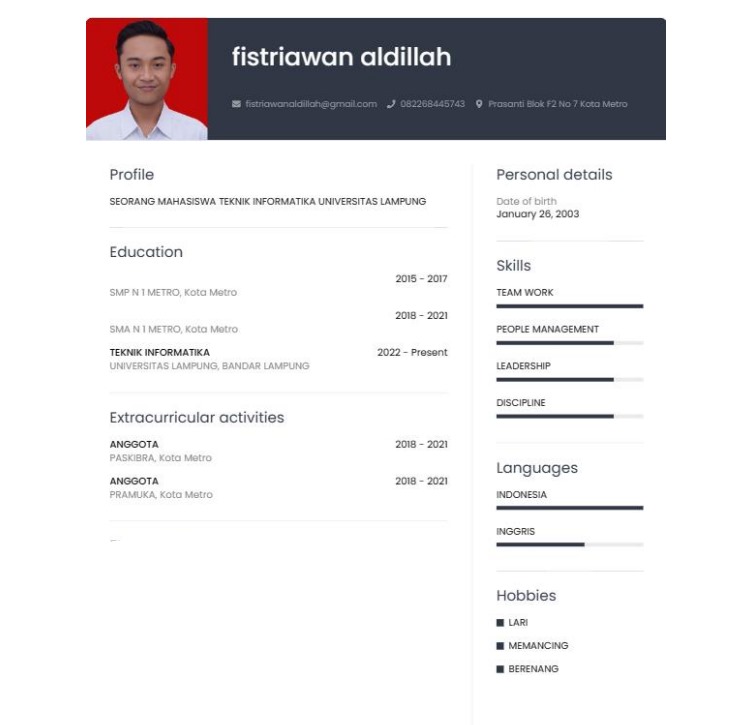 fistriawan aldillah
fistriawanaldillah@gmail.com 082268445743 Prasanti Blok F2 No 7 Kota Metro
Profile
SEORANG MAHASISWA TEKNIK INFORMATIKA UNIVERSITAS LAMPUNG
Education
2015 - 2017
SMP N 1 METRO, Kota Metro
2018 - 2021
SMA N 1 METRO, Kota Metro
TEKNIK INFORMATIKA 2022 - Present
UNIVERSITAS LAMPUNG, BANDAR LAMPUNG
Extracurricular activities
ANGGOTA 2018 - 2021
PASKIBRA, Kota Metro
ANGGOTA 2018 - 2021
PRAMUKA, Kota Metro
Personal details
Date of birth
January 26, 2003
Skills
TEAM WORK
PEOPLE MANAGEMENT
LEADERSHIP
DISCIPLINE
Languages
INDONESIA
INGGRIS
Hobbies
LARI
MEMANCING
BERENANG